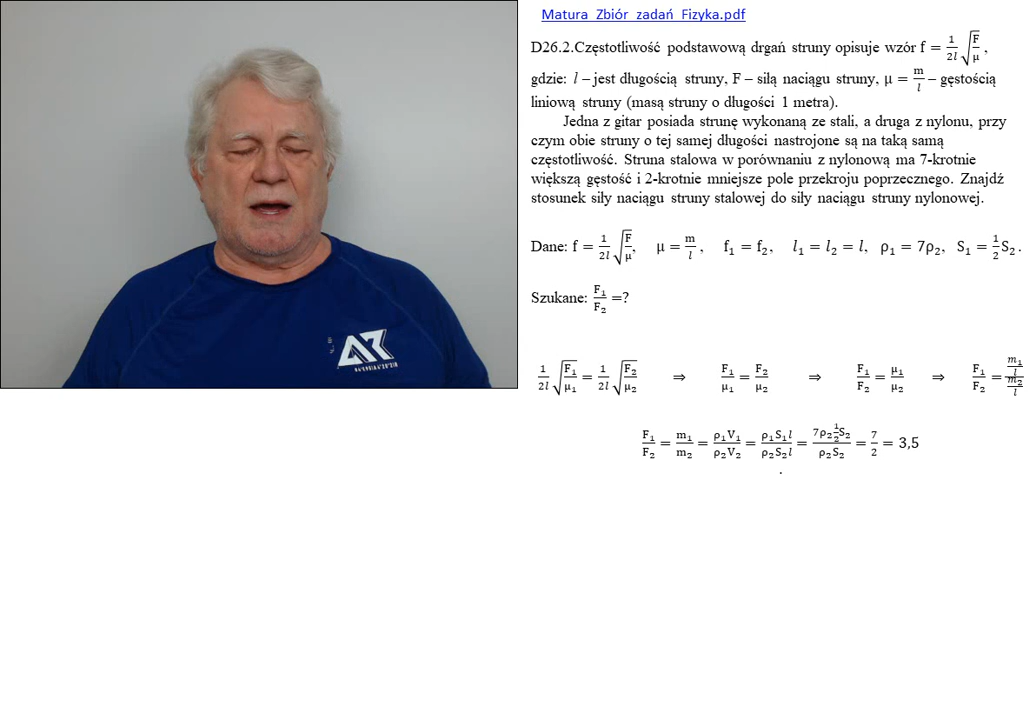 Matura_Zbiór_zadań_Fizyka.pdf
D26.2.Częstotliwość podstawową drgań struny opisuje wzór f = 1/2l √(F/μ) ,
gdzie: l – jest długością struny, F – siłą naciągu struny, μ = m/l – gęstością
liniową struny (masą struny o długości 1 metra).
Jedna z gitar posiada strunę wykonaną ze stali, a druga z nylonu, przy
czym obie struny o tej samej długości nastrojone są na taką samą
częstotliwość. Struna stalowa w porównaniu z nylonową ma 7-krotnie
większą gęstość i 2-krotnie mniejsze pole przekroju poprzecznego. Znajdź
stosunek siły naciągu struny stalowej do siły naciągu struny nylonowej.
Dane: f = 1/2l √(F/μ), μ = m/l , f₁ = f₂, l₁ = l₂ = l, ρ₁ = 7ρ₂, S₁ = 1/2 S₂ .
Szukane: F₁/F₂ =?
1/2l √(F₁/μ₁) = 1/2l √(F₂/μ₂) ⇒ F₁/μ₁ = F₂/μ₂ ⇒ F₁/F₂ = μ₁/μ₂ ⇒ F₁/F₂ = (m₁/l)/(m₂/l)
F₁/F₂ = m₁/m₂ = ρ₁V₁/ρ₂V₂ = ρ₁S₁l/ρ₂S₂l = 7ρ₂ 1/2 S₂/ρ₂S₂ = 7/2 = 3,5
.
AR